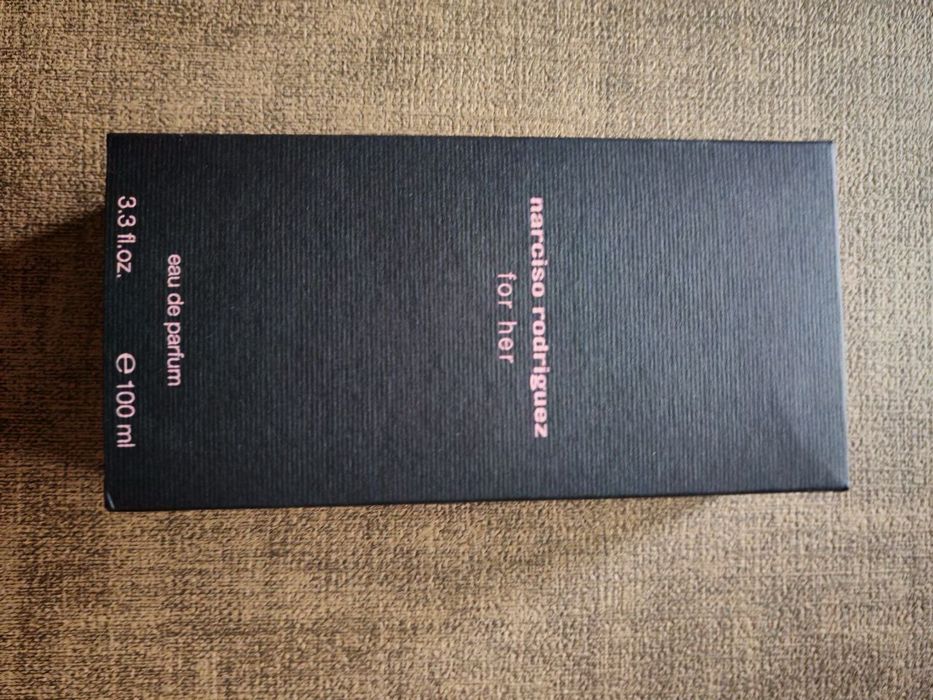 narciso rodriguez
for her
eau de parfum
3.3 fl.oz. ℮ 100 ml